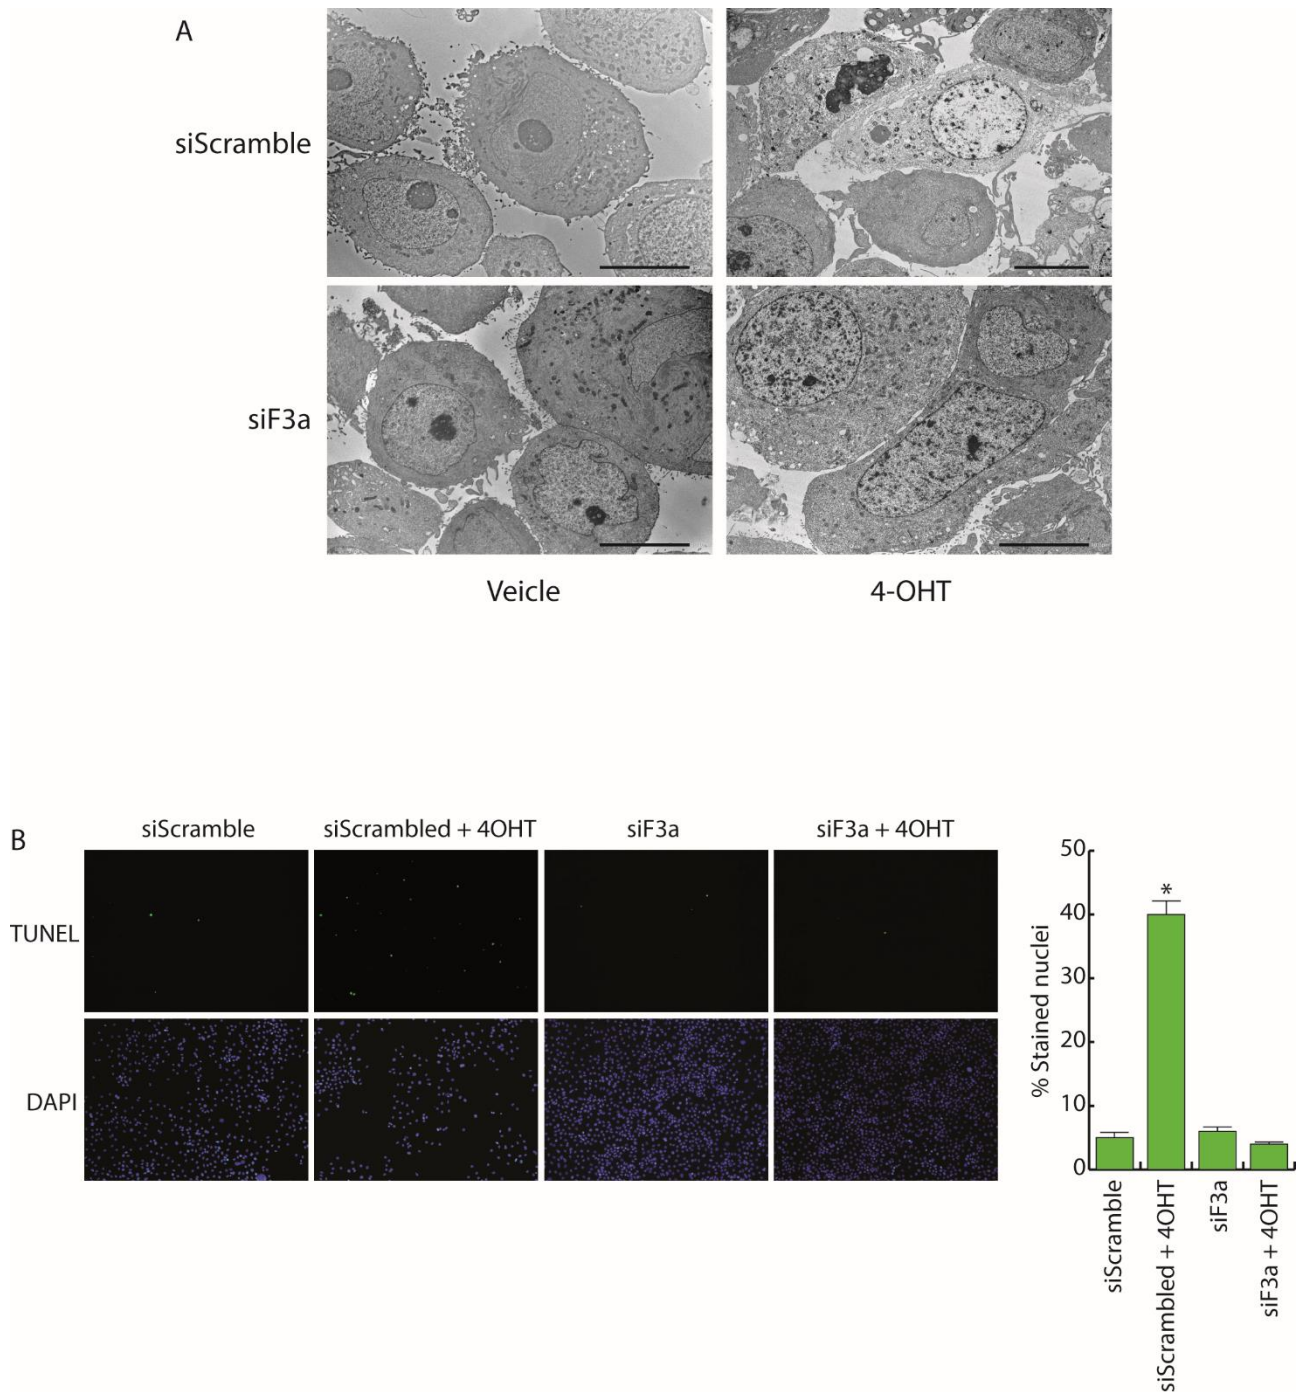 A
siScramble
siF3a
Veicle
4-OHT
B
siScramble
siScrambled + 4OHT
siF3a
siF3a + 4OHT
TUNEL
DAPI
% Stained nuclei
50
40
30
20
10
0
*
siScramble
siScrambled + 4OHT
siF3a
siF3a + 4OHT